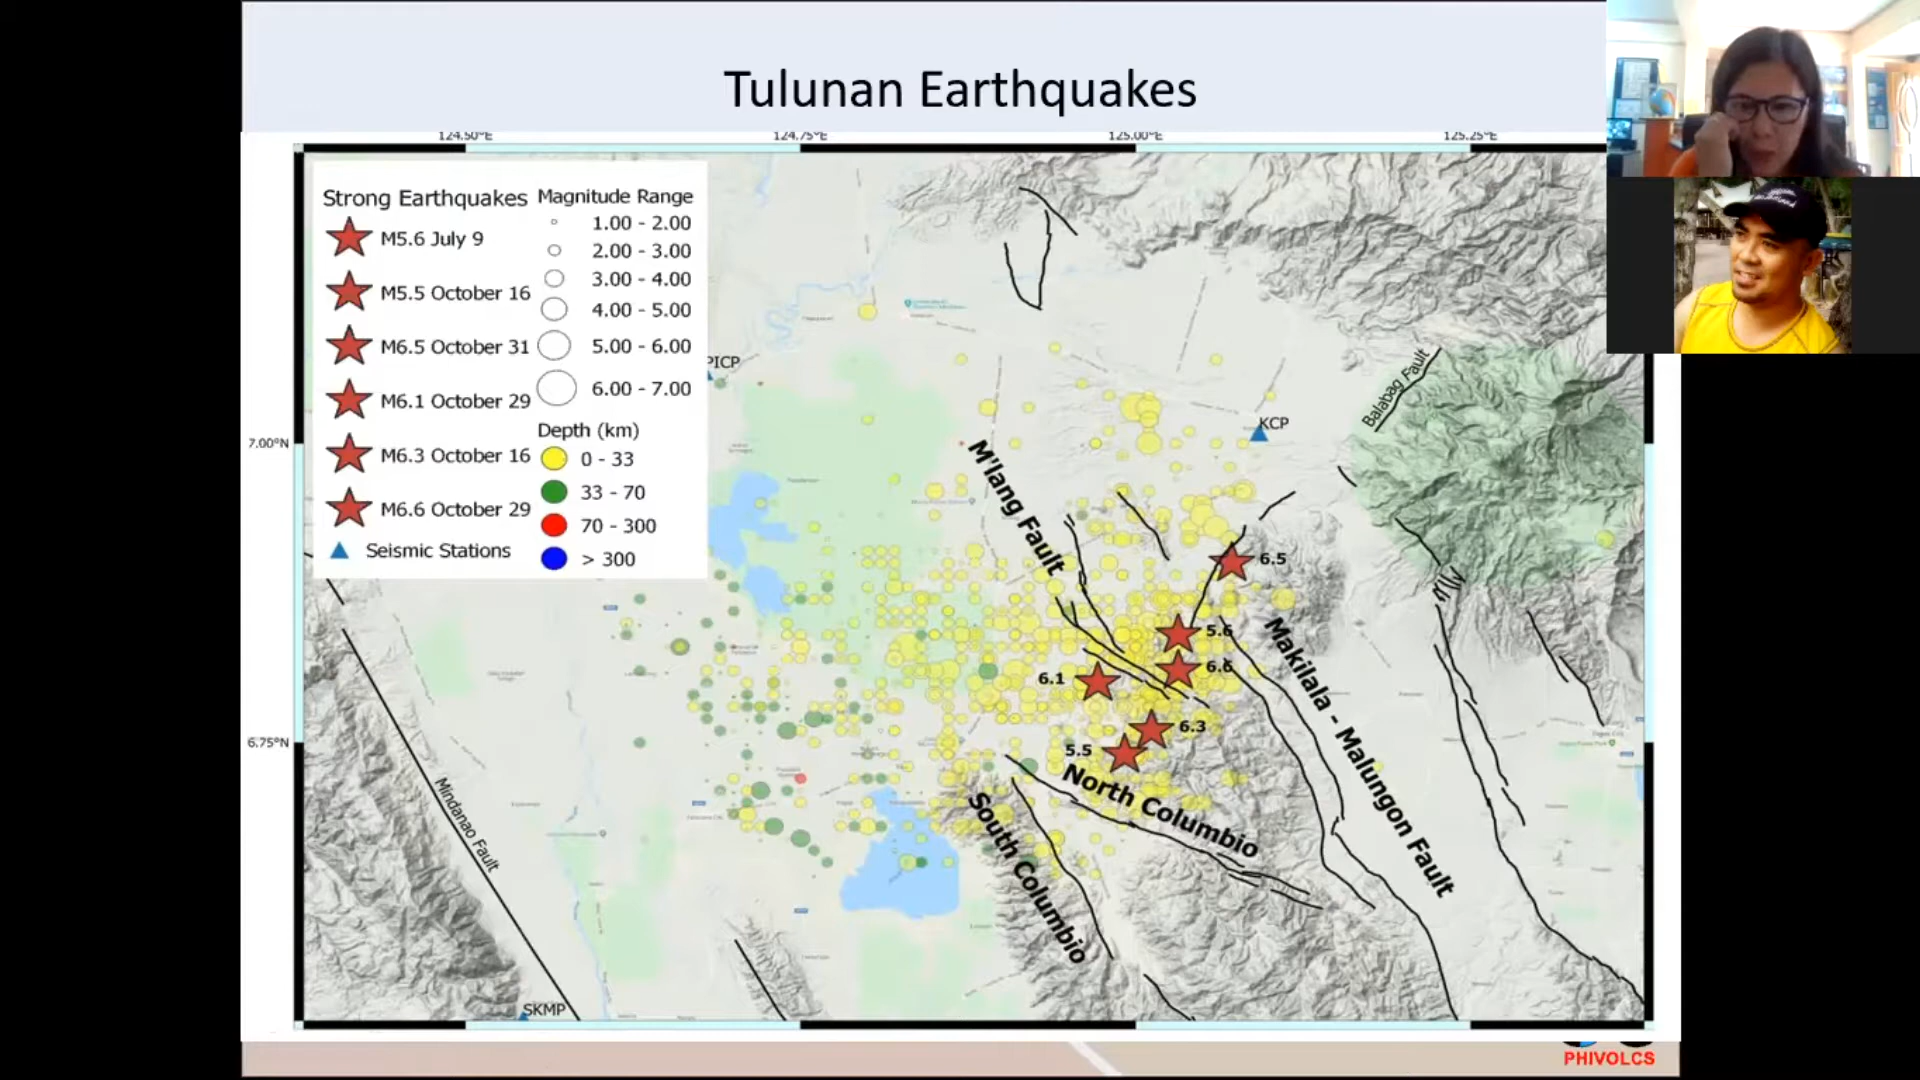 Tulunan Earthquakes
124.50°E
124.75°E
125.00°E
125.25°E
Strong Earthquakes
M5.6 July 9
M5.5 October 16
M6.5 October 31
M6.1 October 29
M6.3 October 16
M6.6 October 29
Seismic Stations
Magnitude Range
1.00 - 2.00
2.00 - 3.00
3.00 - 4.00
4.00 - 5.00
5.00 - 6.00
6.00 - 7.00
Depth (km)
0 - 33
33 - 70
70 - 300
> 300
PICP
KCP
Balabag Fault
7.00°N
M'lang Fault
6.5
5.6
6.6
6.1
6.3
5.5
Makilala - Malungon Fault
6.75°N
North Columbio
South Columbio
Mindanao Fault
SKMP
PHIVOLCS